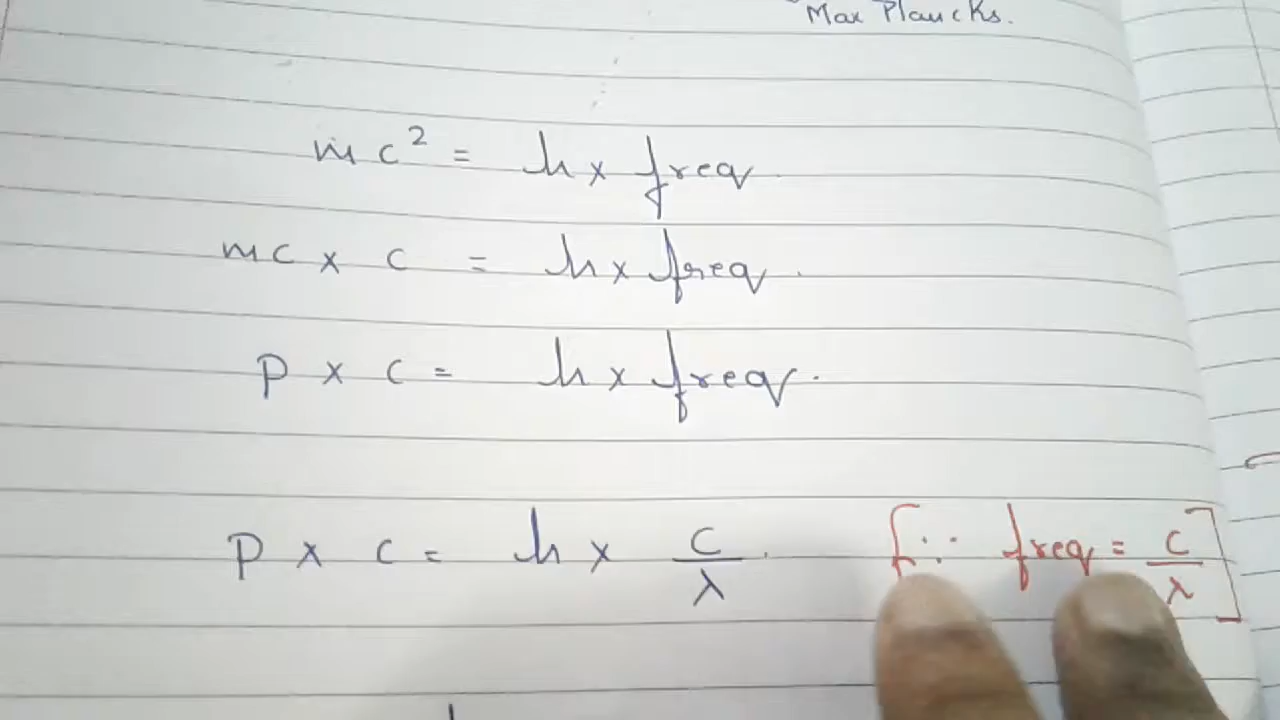 Max Plancks.
mc² = h x freq
mc x c = h x freq.
p x c = h x freq.
p x c = h x c/λ. [∵ freq = c/λ]